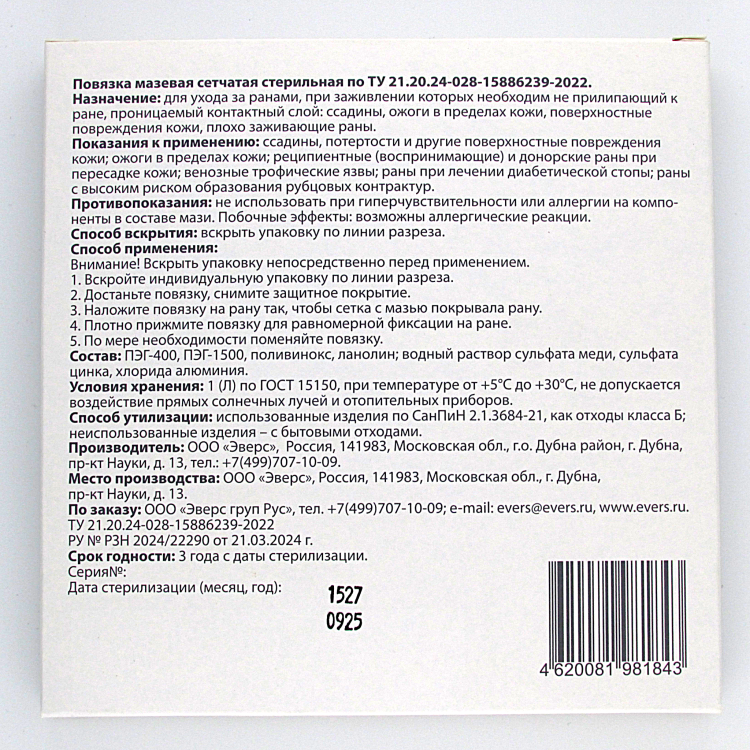 Повязка мазевая сетчатая стерильная по ТУ 21.20.24-028-15886239-2022.
Назначение: для ухода за ранами, при заживлении которых необходим не прилипающий к
ране, проницаемый контактный слой: ссадины, ожоги в пределах кожи, поверхностные
повреждения кожи, плохо заживающие раны.
Показания к применению: ссадины, потертости и другие поверхностные повреждения
кожи; ожоги в пределах кожи; реципиентные (воспринимающие) и донорские раны при
пересадке кожи; венозные трофические язвы; раны при лечении диабетической стопы; раны
с высоким риском образования рубцовых контрактур.
Противопоказания: не использовать при гиперчувствительности или аллергии на компо-
ненты в составе мази. Побочные эффекты: возможны аллергические реакции.
Способ вскрытия: вскрыть упаковку по линии разреза.
Способ применения:
Внимание! Вскрыть упаковку непосредственно перед применением.
1. Вскройте индивидуальную упаковку по линии разреза.
2. Достаньте повязку, снимите защитное покрытие.
3. Наложите повязку на рану так, чтобы сетка с мазью покрывала рану.
4. Плотно прижмите повязку для равномерной фиксации на ране.
5. По мере необходимости поменяйте повязку.
Состав: ПЭГ-400, ПЭГ-1500, поливинокс, ланолин; водный раствор сульфата меди, сульфата
цинка, хлорида алюминия.
Условия хранения: 1 (Л) по ГОСТ 15150, при температуре от +5°С до +30°С, не допускается
воздействие прямых солнечных лучей и отопительных приборов.
Способ утилизации: использованные изделия по СанПиН 2.1.3684-21, как отходы класса Б;
неиспользованные изделия – с бытовыми отходами.
Производитель: ООО «Эверс», Россия, 141983, Московская обл., г.о. Дубна район, г. Дубна,
пр-кт Науки, д. 13, тел.: +7(499)707-10-09.
Место производства: ООО «Эверс», Россия, 141983, Московская обл., г. Дубна,
пр-кт Науки, д. 13.
По заказу: ООО «Эверс груп Рус», тел. +7(499)707-10-09; e-mail: evers@evers.ru, www.evers.ru.
ТУ 21.20.24-028-15886239-2022
РУ № РЗН 2024/22290 от 21.03.2024 г.
Срок годности: 3 года с даты стерилизации.
Серия№:
Дата стерилизации (месяц, год):
1527
0925
4 620081 981843